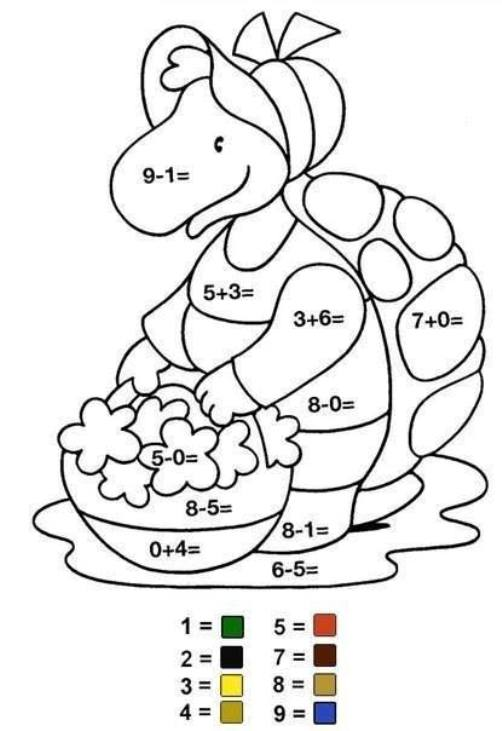 9-1=
5+3=
3+6=
7+0=
8-0=
5-0=
8-5=
8-1=
0+4=
6-5=
1 = 5 =
2 = 7 =
3 = 8 =
4 = 9 =